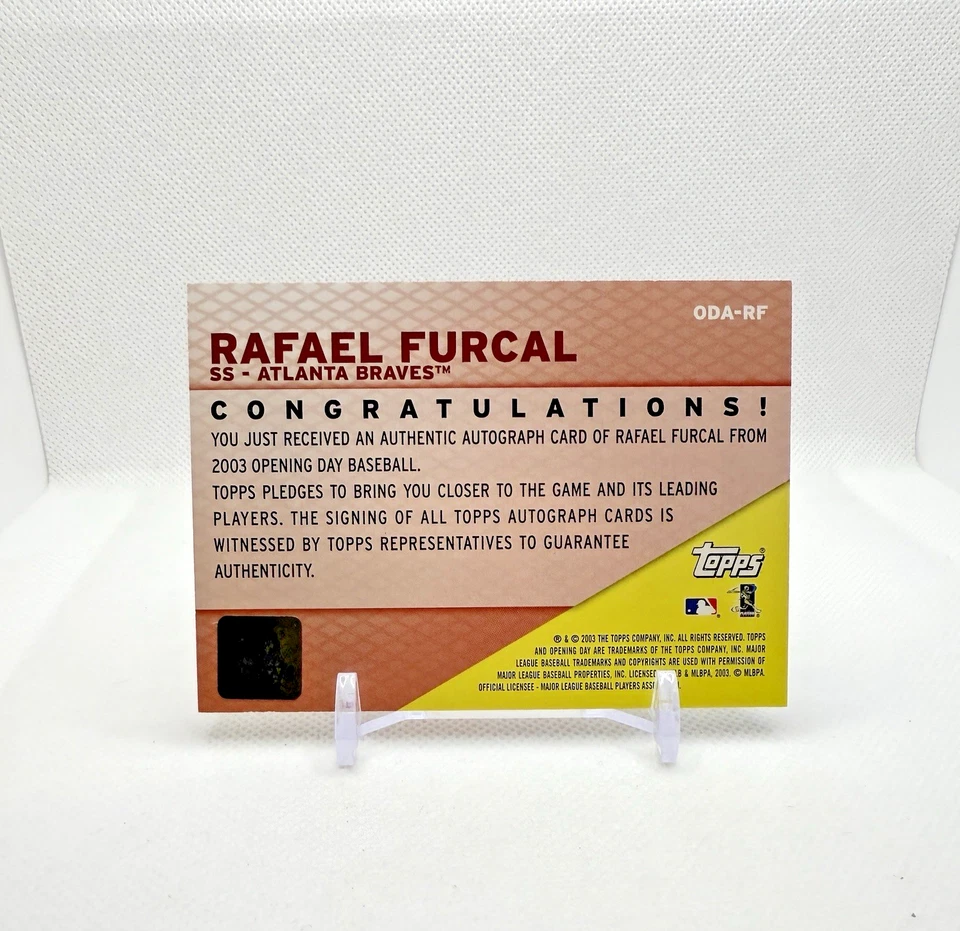 ODA-RF
RAFAEL FURCAL
SS - ATLANTA BRAVES™
CONGRATULATIONS!
YOU JUST RECEIVED AN AUTHENTIC AUTOGRAPH CARD OF RAFAEL FURCAL FROM
2003 OPENING DAY BASEBALL.
TOPPS PLEDGES TO BRING YOU CLOSER TO THE GAME AND ITS LEADING
PLAYERS. THE SIGNING OF ALL TOPPS AUTOGRAPH CARDS IS
WITNESSED BY TOPPS REPRESENTATIVES TO GUARANTEE
AUTHENTICITY.
topps®
® & © 2003 THE TOPPS COMPANY, INC. ALL RIGHTS RESERVED. TOPPS
AND OPENING DAY ARE TRADEMARKS OF THE TOPPS COMPANY, INC. MAJOR
LEAGUE BASEBALL TRADEMARKS AND COPYRIGHTS ARE USED WITH PERMISSION OF
MAJOR LEAGUE BASEBALL PROPERTIES, INC. & MLBPA, 2003. © MLBPA.
OFFICIAL LICENSEE - MAJOR LEAGUE BASEBALL PLAYERS